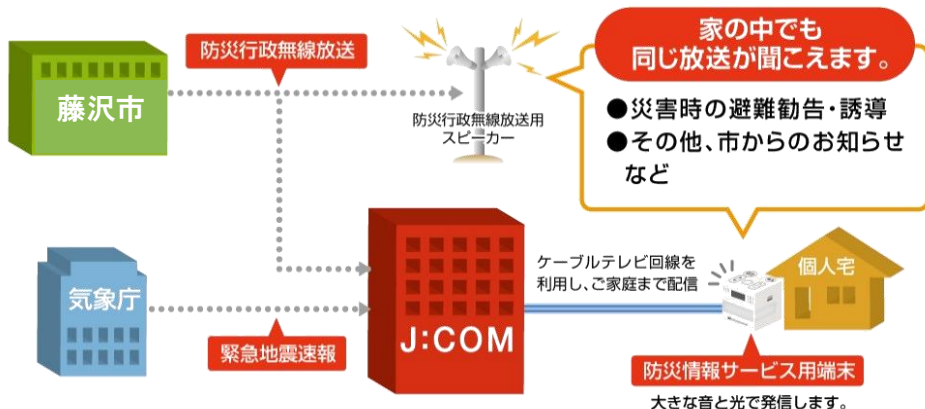 防災行政無線放送
藤沢市
防災行政無線放送用
スピーカー
家の中でも
同じ放送が聞こえます。
●災害時の避難勧告・誘導
●その他、市からのお知らせ
など
気象庁
緊急地震速報
J:COM
ケーブルテレビ回線を
利用し、ご家庭まで配信
個人宅
防災情報サービス用端末
大きな音と光で発信します。